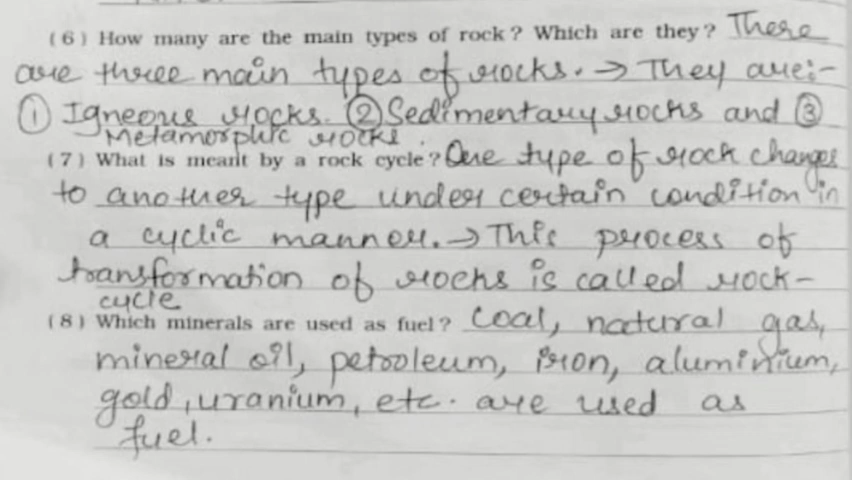 (6) How many are the main types of rock? Which are they? There
are three main types of rocks. → They are:-
① Igneous rocks. ② Sedimentary rocks and ③
Metamorphic rocks.
(7) What is meant by a rock cycle? One type of rock changes
to another type under certain condition in
a cyclic manner. → This process of
transformation of rocks is called rock-
cycle
(8) Which minerals are used as fuel? Coal, natural gas,
mineral oil, petroleum, iron, aluminium,
gold, uranium, etc. are used as
fuel.